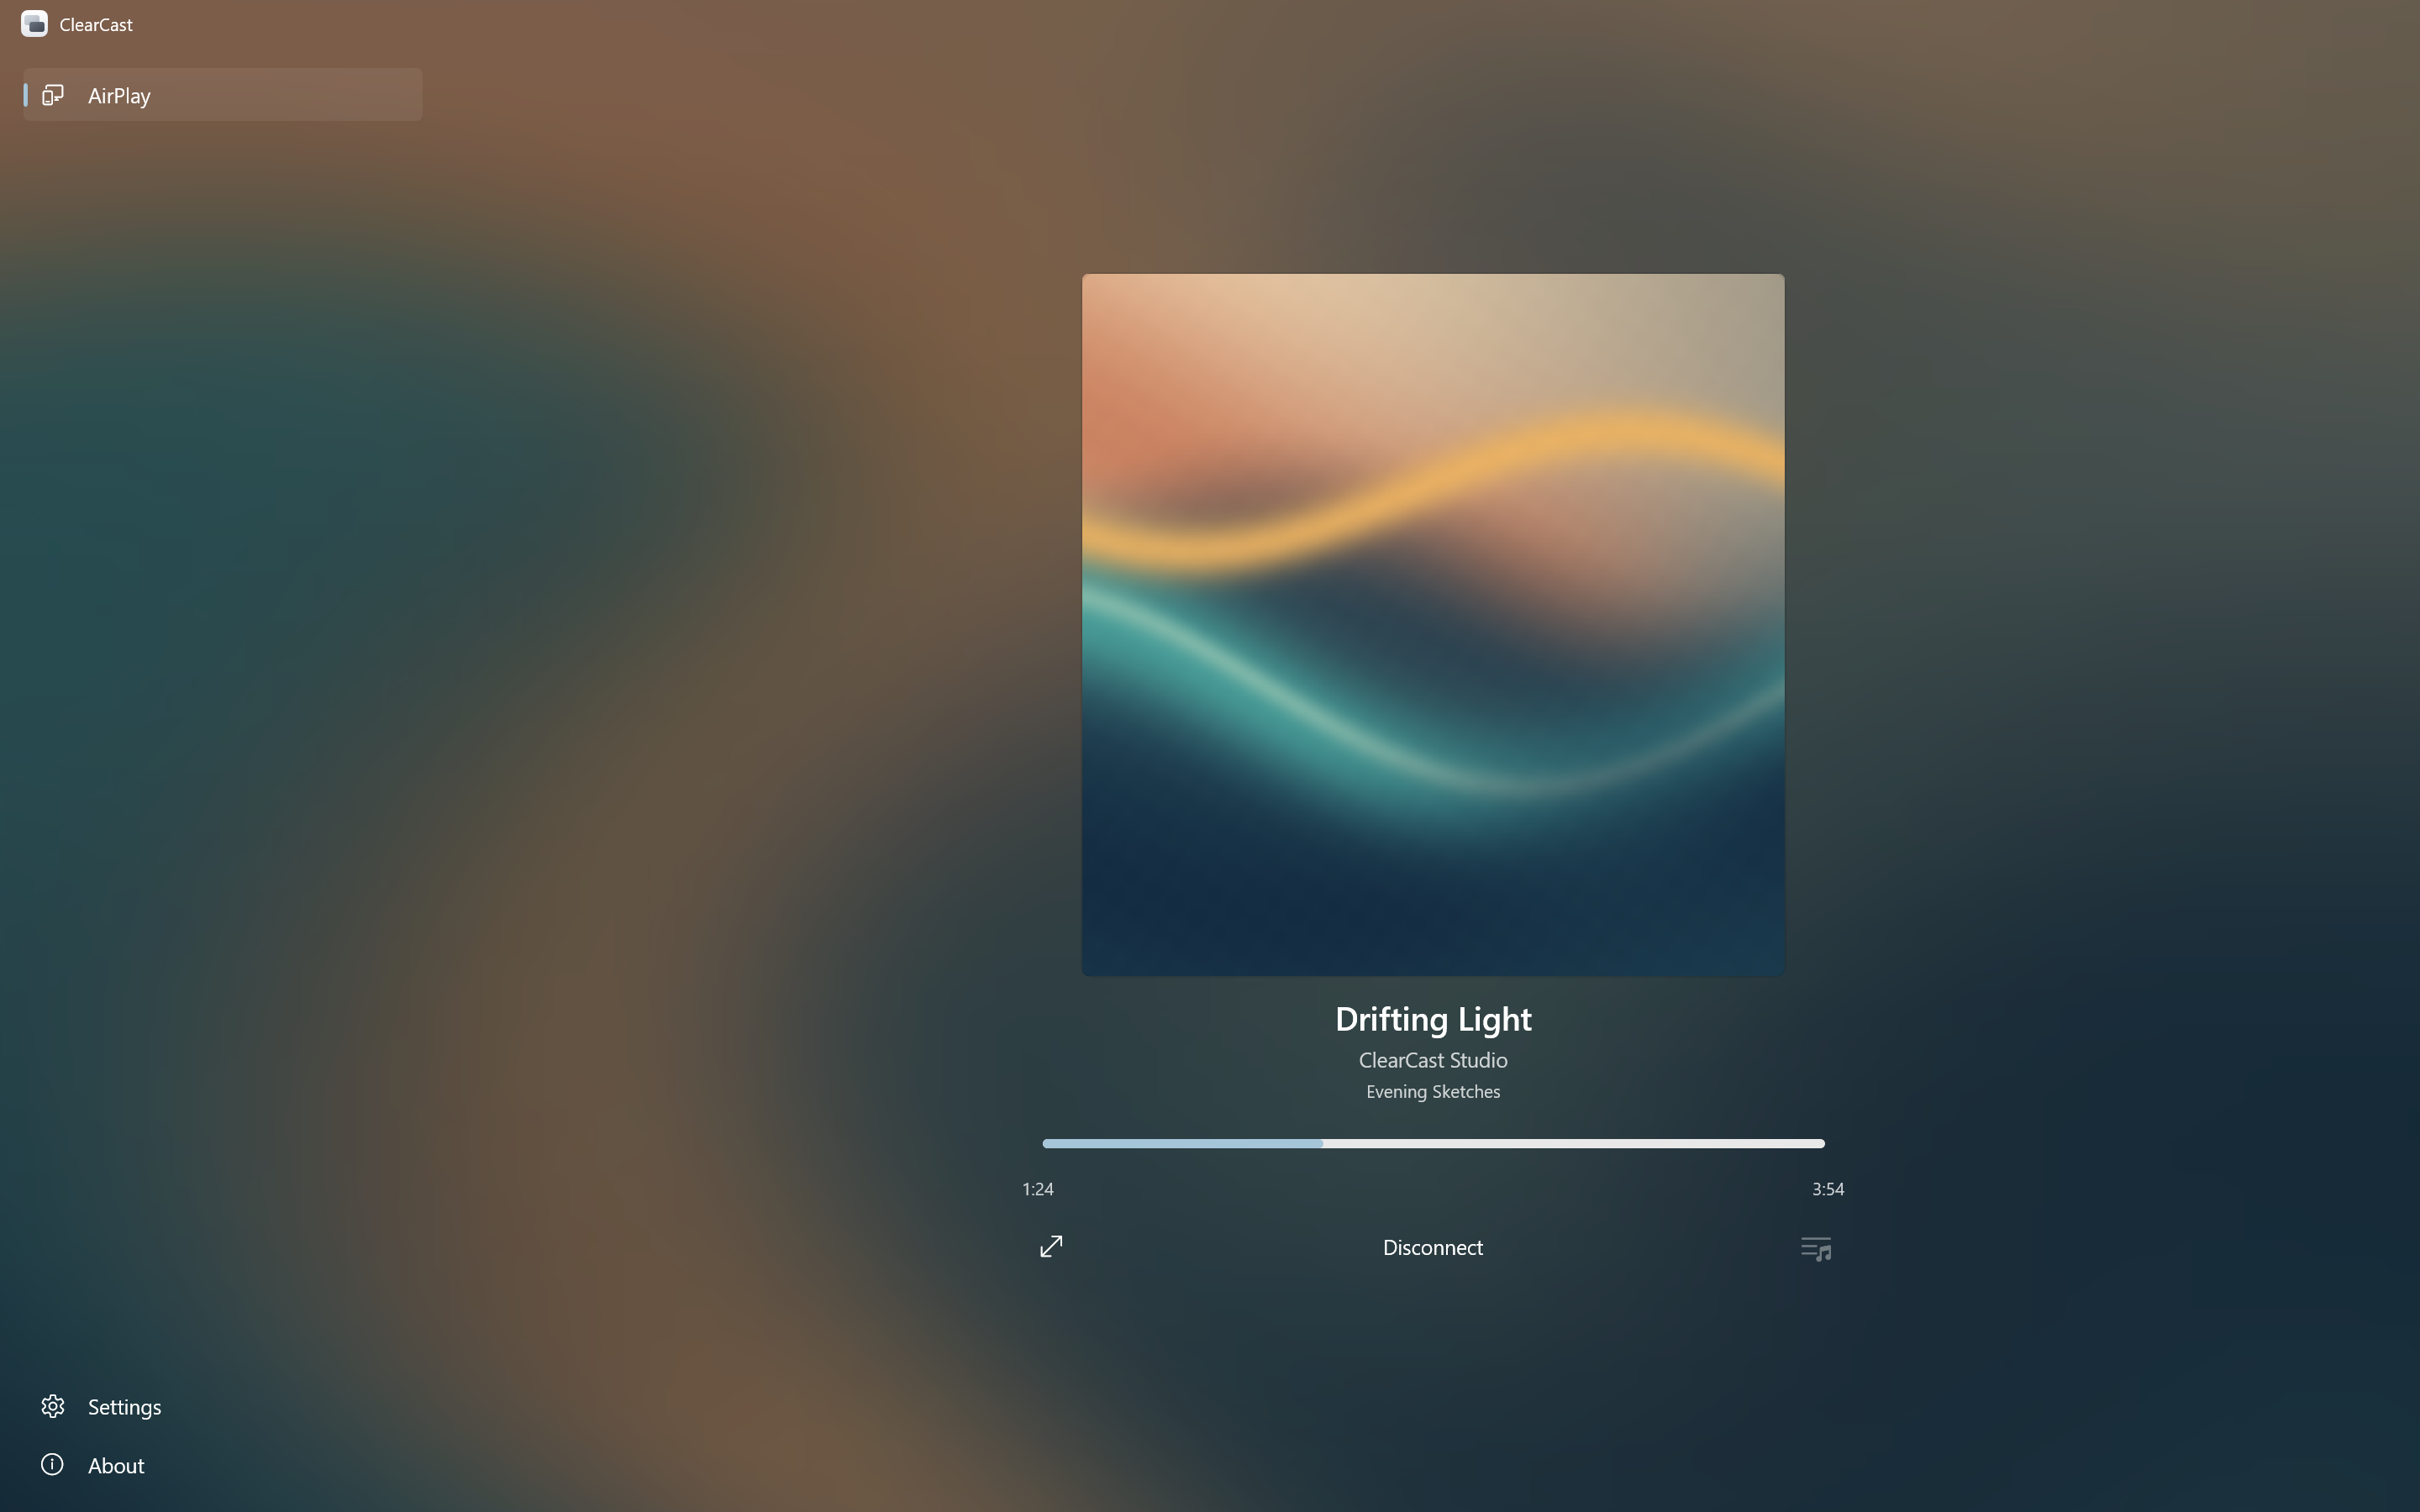 ClearCast
AirPlay
Drifting Light
ClearCast Studio
Evening Sketches
1:24
3:54
Disconnect
Settings
About